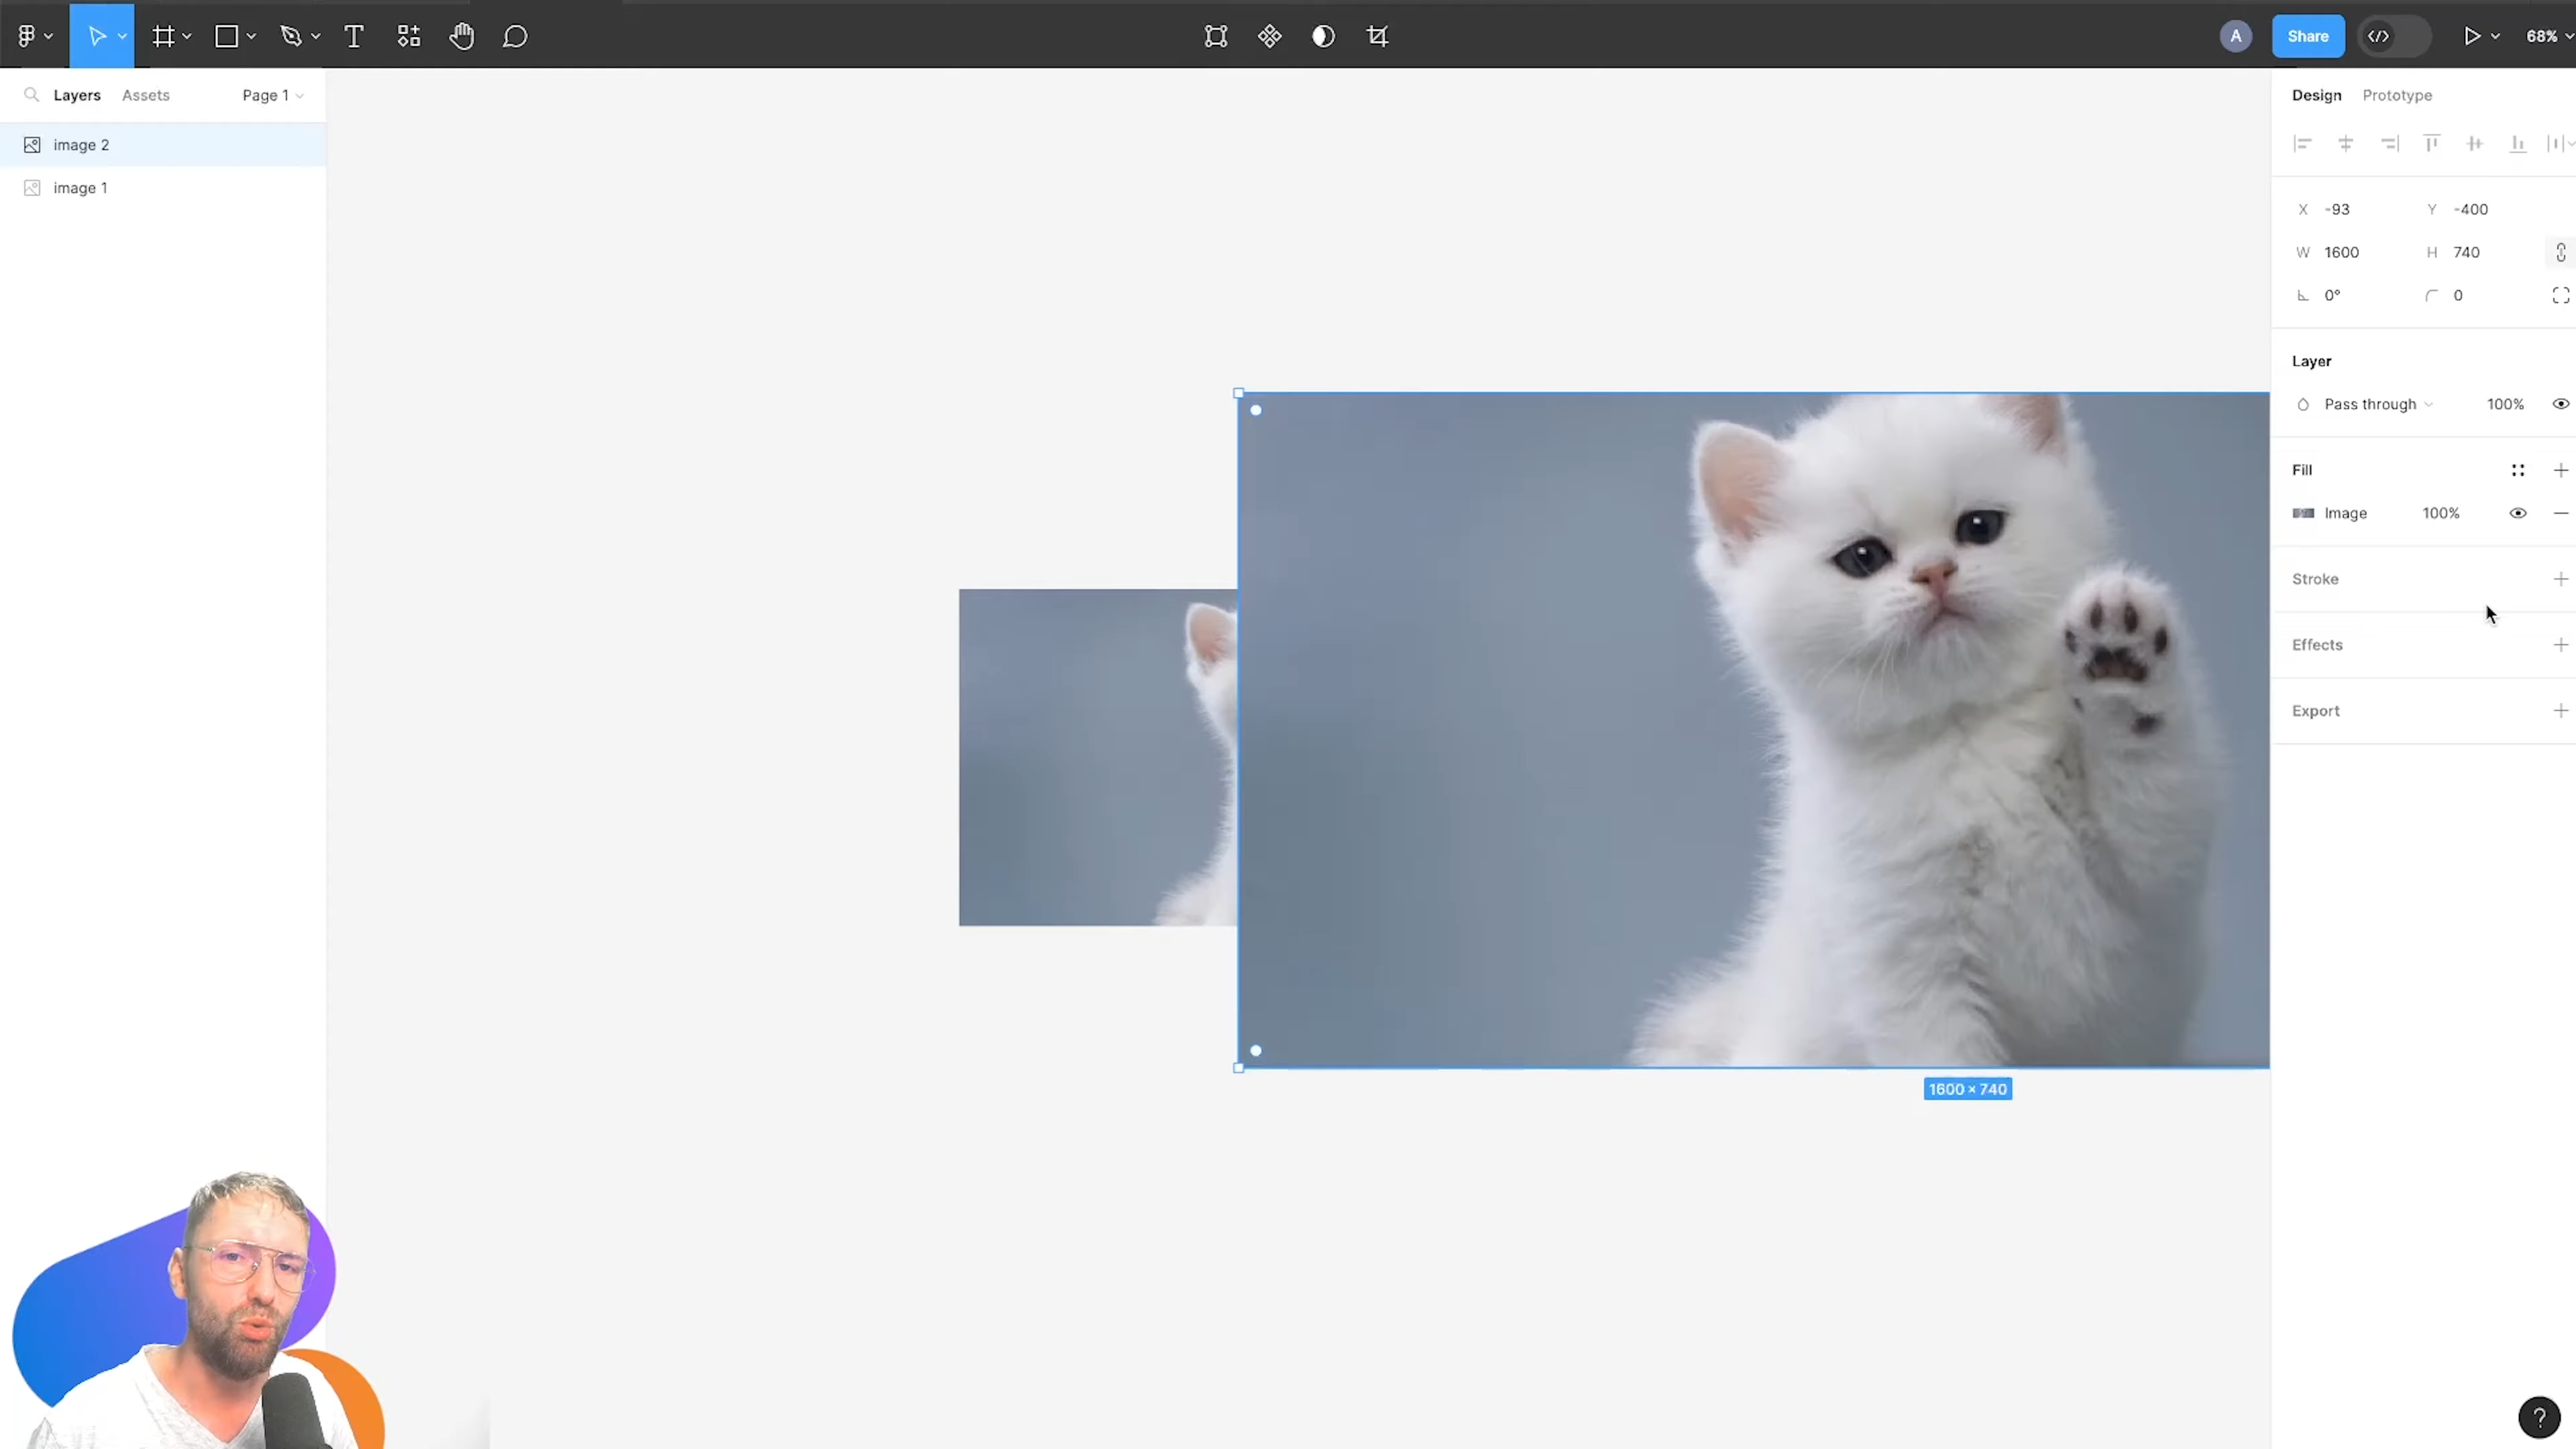 Share
68%
Layers Assets Page 1
image 2
image 1
Design Prototype
X -93 Y -400
W 1600 H 740
0° 0
Layer
Pass through 100%
Fill
Image 100%
Stroke
Effects
Export
1600 × 740
A
T
?